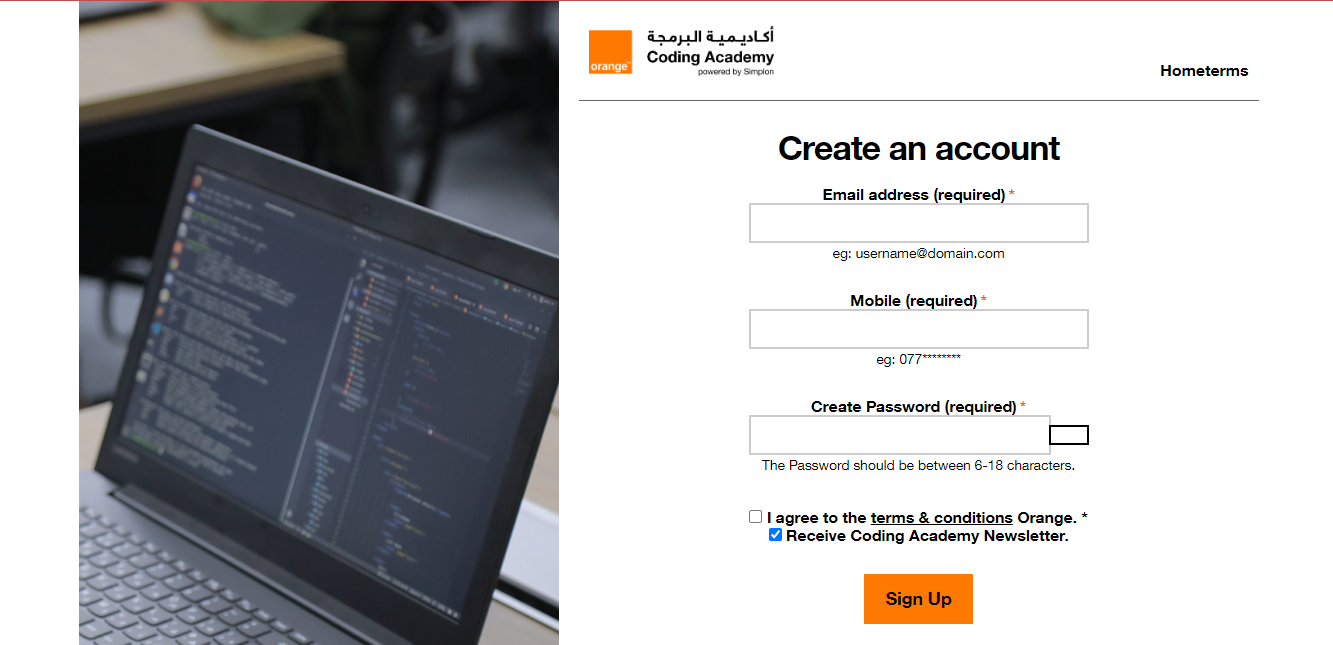 أكاديمية البرمجة
Coding Academy
powered by Simplon
orange™
Hometerms
Create an account
Email address (required) *
eg: username@domain.com
Mobile (required) *
eg: 077********
Create Password (required) *
The Password should be between 6-18 characters.
I agree to the terms & conditions Orange. *
Receive Coding Academy Newsletter.
Sign Up